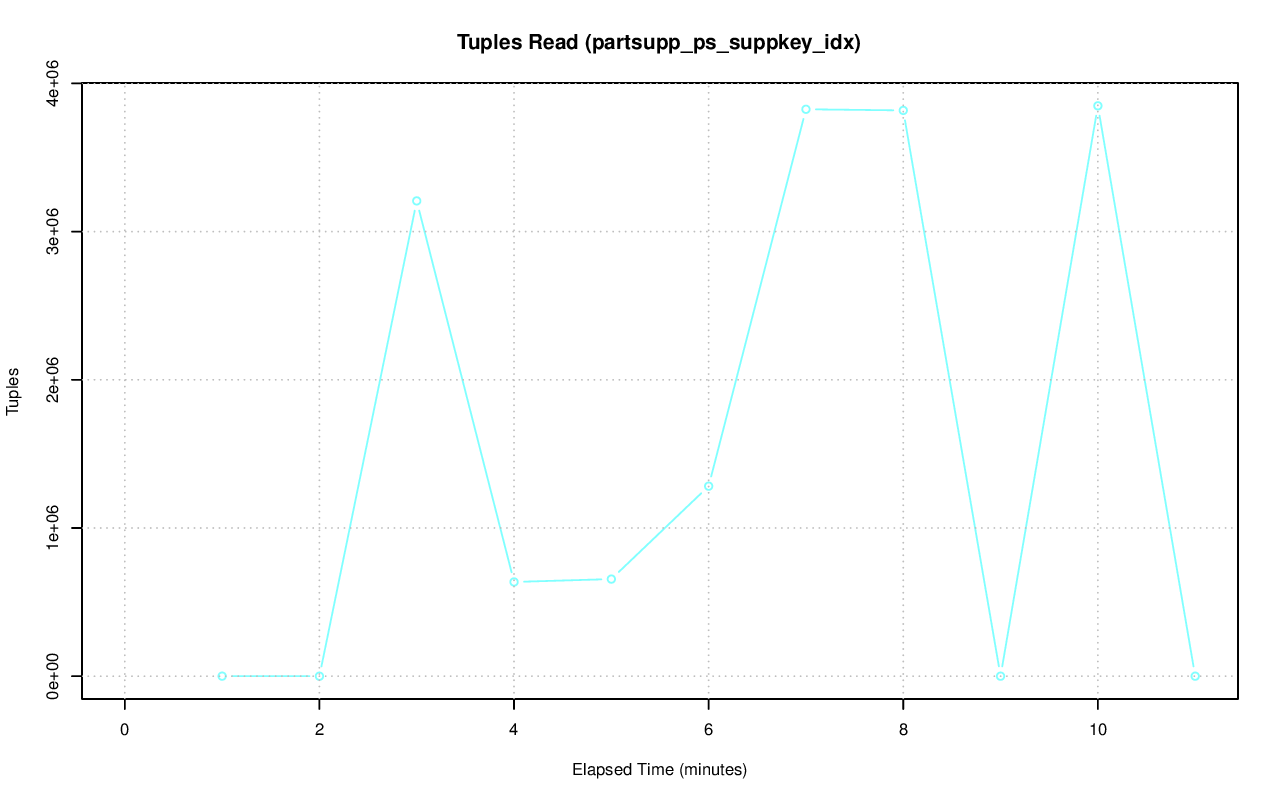 Tuples Read (partsupp_ps_suppkey_idx)
4e+06
3e+06
2e+06
1e+06
0e+00
Tuples
0 2 4 6 8 10
Elapsed Time (minutes)